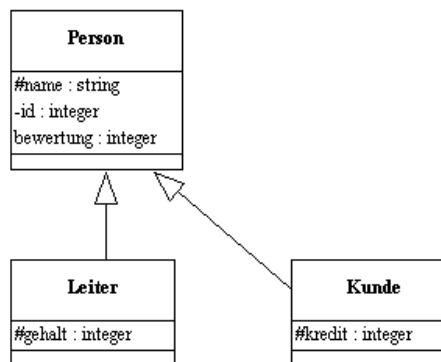 Person
#name : string
-id : integer
bewertung : integer
Leiter
#gehalt : integer
Kunde
#kredit : integer